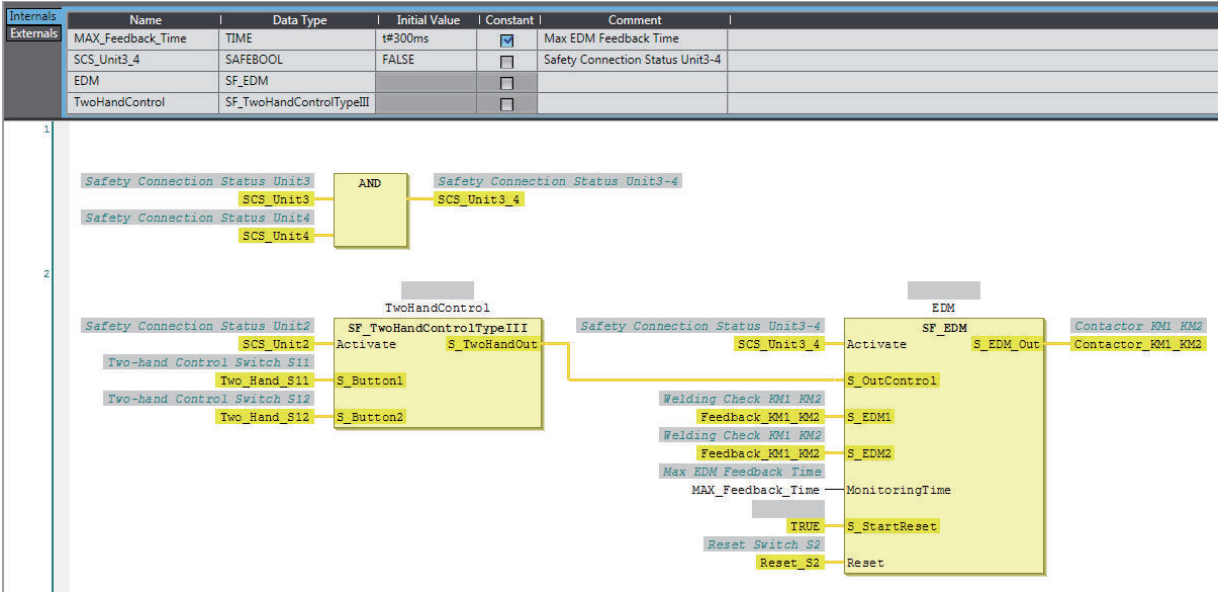 Internals
Externals
Name Data Type Initial Value Constant Comment
MAX_Feedback_Time TIME t#300ms Max EDM Feedback Time
SCS_Unit3_4 SAFEBOOL FALSE Safety Connection Status Unit3-4
EDM SF_EDM
TwoHandControl SF_TwoHandControlTypeIII
1
Safety Connection Status Unit3 AND Safety Connection Status Unit3-4
SCS_Unit3 SCS_Unit3_4
Safety Connection Status Unit4
SCS_Unit4
2
TwoHandControl EDM
Safety Connection Status Unit2 SF_TwoHandControlTypeIII Safety Connection Status Unit3-4 SF_EDM Contactor KM1 KM2
SCS_Unit2 Activate S_TwoHandOut SCS_Unit3_4 Activate S_EDM_Out Contactor_KM1_KM2
Two-hand Control Switch S11
Two_Hand_S11 S_Button1 S_OutControl
Two-hand Control Switch S12 Welding Check KM1 KM2
Two_Hand_S12 S_Button2 Feedback_KM1_KM2 S_EDM1
Welding Check KM1 KM2
Feedback_KM1_KM2 S_EDM2
Max EDM Feedback Time
MAX_Feedback_Time MonitoringTime
TRUE S_StartReset
Reset Switch S2
Reset_S2 Reset